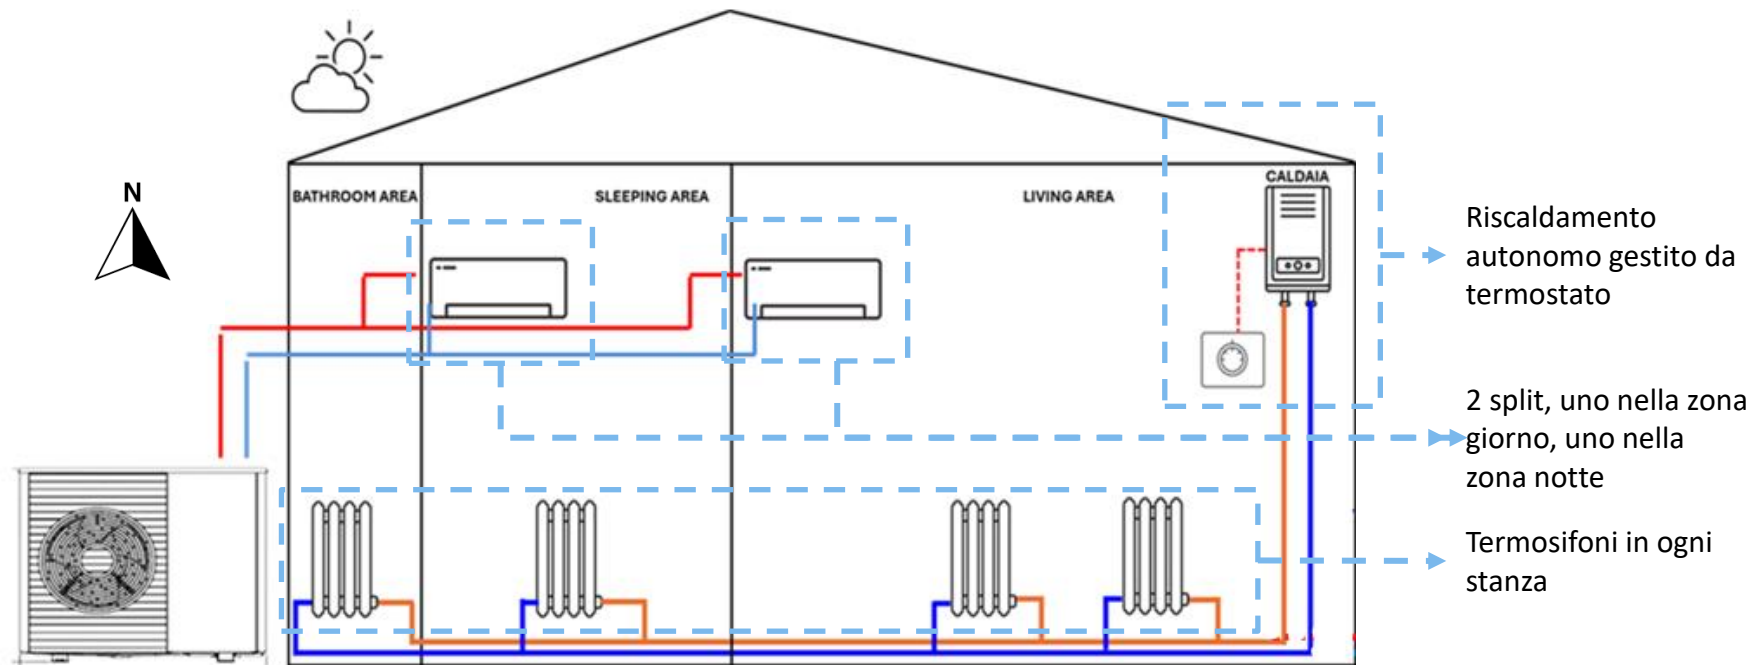 N
BATHROOM AREA
SLEEPING AREA
LIVING AREA
CALDAIA
Riscaldamento
autonomo gestito da
termostato
2 split, uno nella zona
giorno, uno nella
zona notte
Termosifoni in ogni
stanza